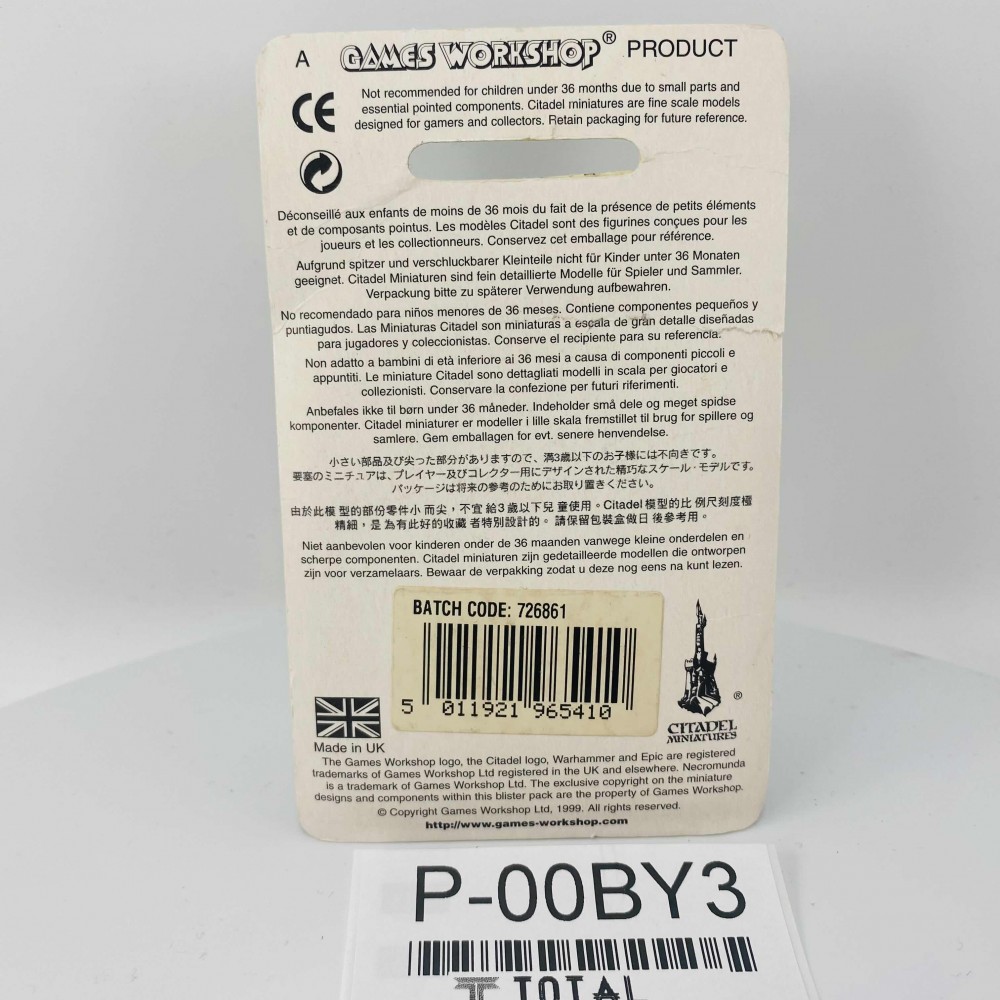 A GAMES WORKSHOP® PRODUCT
CE
Not recommended for children under 36 months due to small parts and
essential pointed components. Citadel miniatures are fine scale models
designed for gamers and collectors. Retain packaging for future reference.
Déconseillé aux enfants de moins de 36 mois du fait de la présence de petits éléments
et de composants pointus. Les modèles Citadel sont des figurines conçues pour les
joueurs et les collectionneurs. Conservez cet emballage pour référence.
Aufgrund spitzer und verschluckbarer Kleinteile nicht für Kinder unter 36 Monaten
geeignet. Citadel Miniaturen sind fein detaillierte Modelle für Spieler und Sammler.
Verpackung bitte zu späterer Verwendung aufbewahren.
No recomendado para niños menores de 36 meses. Contiene componentes pequeños y
puntiagudos. Las Miniaturas Citadel son miniaturas a escala de gran detalle diseñadas
para jugadores y coleccionistas. Conserve el recipiente para su referencia.
Non adatto a bambini di età inferiore ai 36 mesi a causa di componenti piccoli e
appuntiti. Le miniature Citadel sono dettagliati modelli in scala per giocatori e
collezionisti. Conservare la confezione per futuri riferimenti.
Anbefales ikke til børn under 36 måneder. Indeholder små dele og meget spidse
komponenter. Citadel miniaturer er modeller i lille skala fremstillet til brug for spillere og
samlere. Gem emballagen for evt. senere henvendelse.
小さい部品及び尖った部分がありますので、満3歳以下のお子様には不向きです。
要塞のミニチュアは、プレイヤー及びコレクター用にデザインされた精巧なスケール・モデルです。
パッケージは将来の参考のためにお取り置きください。
由於此模 型的部份零件小 而尖，不宜 給3歲以下兒 童使用。Citadel模型的比 例尺刻度極
精細，是 為有此好的收藏 者特別設計的。 請保留包裝盒做日 後參考用。
Niet aanbevolen voor kinderen onder de 36 maanden vanwege kleine onderdelen en
scherpe componenten. Citadel miniaturen zijn gedetailleerde modellen die ontworpen
zijn voor verzamelaars. Bewaar de verpakking zodat u deze nog eens na kunt lezen.
BATCH CODE: 726861
5 011921 965410
®
CITADEL
MINIATURES
Made in UK
The Games Workshop logo, the Citadel logo, Warhammer and Epic are registered
trademarks of Games Workshop Ltd registered in the UK and elsewhere. Necromunda
is a trademark of Games Workshop Ltd. The exclusive copyright on the miniature
designs and components within this blister pack are the property of Games Workshop.
© Copyright Games Workshop Ltd, 1999. All rights reserved.
http://www.games-workshop.com
P-00BY3
TOTAL